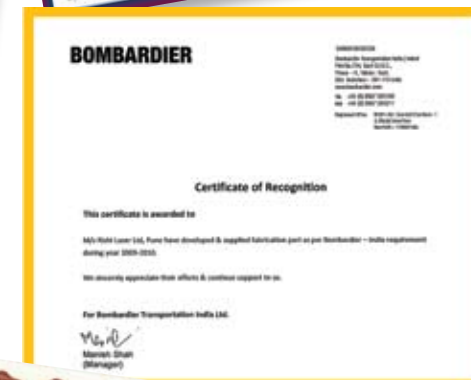 BOMBARDIER
Certificate of Recognition
This certificate is awarded to
M/s Rishi Laser Ltd, Pune have developed & supplied fabrication part as per Bombardier – India requirement
during year 2009-2010.
We sincerely appreciate their efforts & continue support to us.
For Bombardier Transportation India Ltd.
Manish Shah
(Manager)